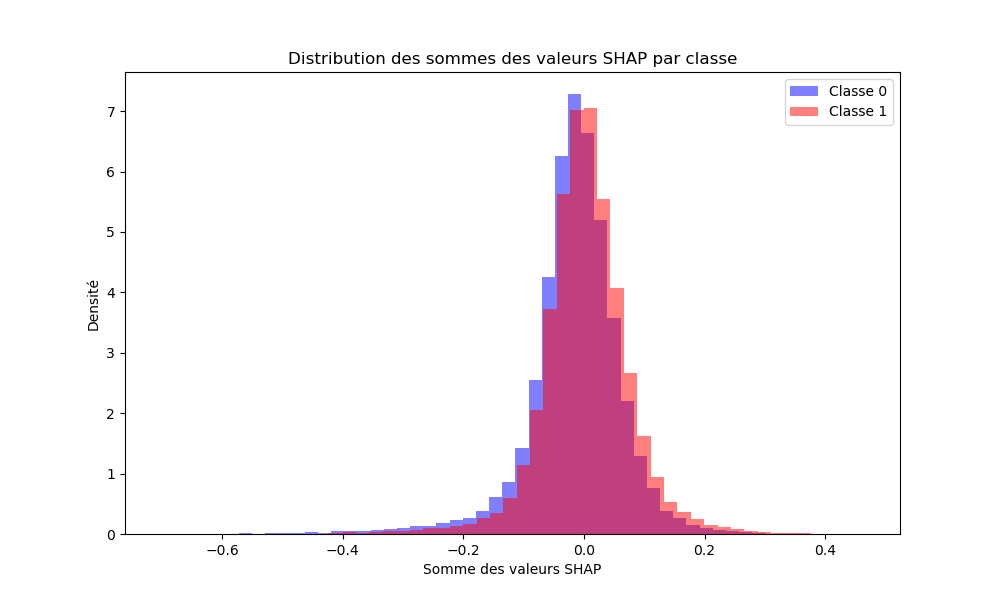 Distribution des sommes des valeurs SHAP par classe
Classe 0
Classe 1
7
6
5
4
3
2
1
0
Densité
−0.6
−0.4
−0.2
0.0
0.2
0.4
Somme des valeurs SHAP